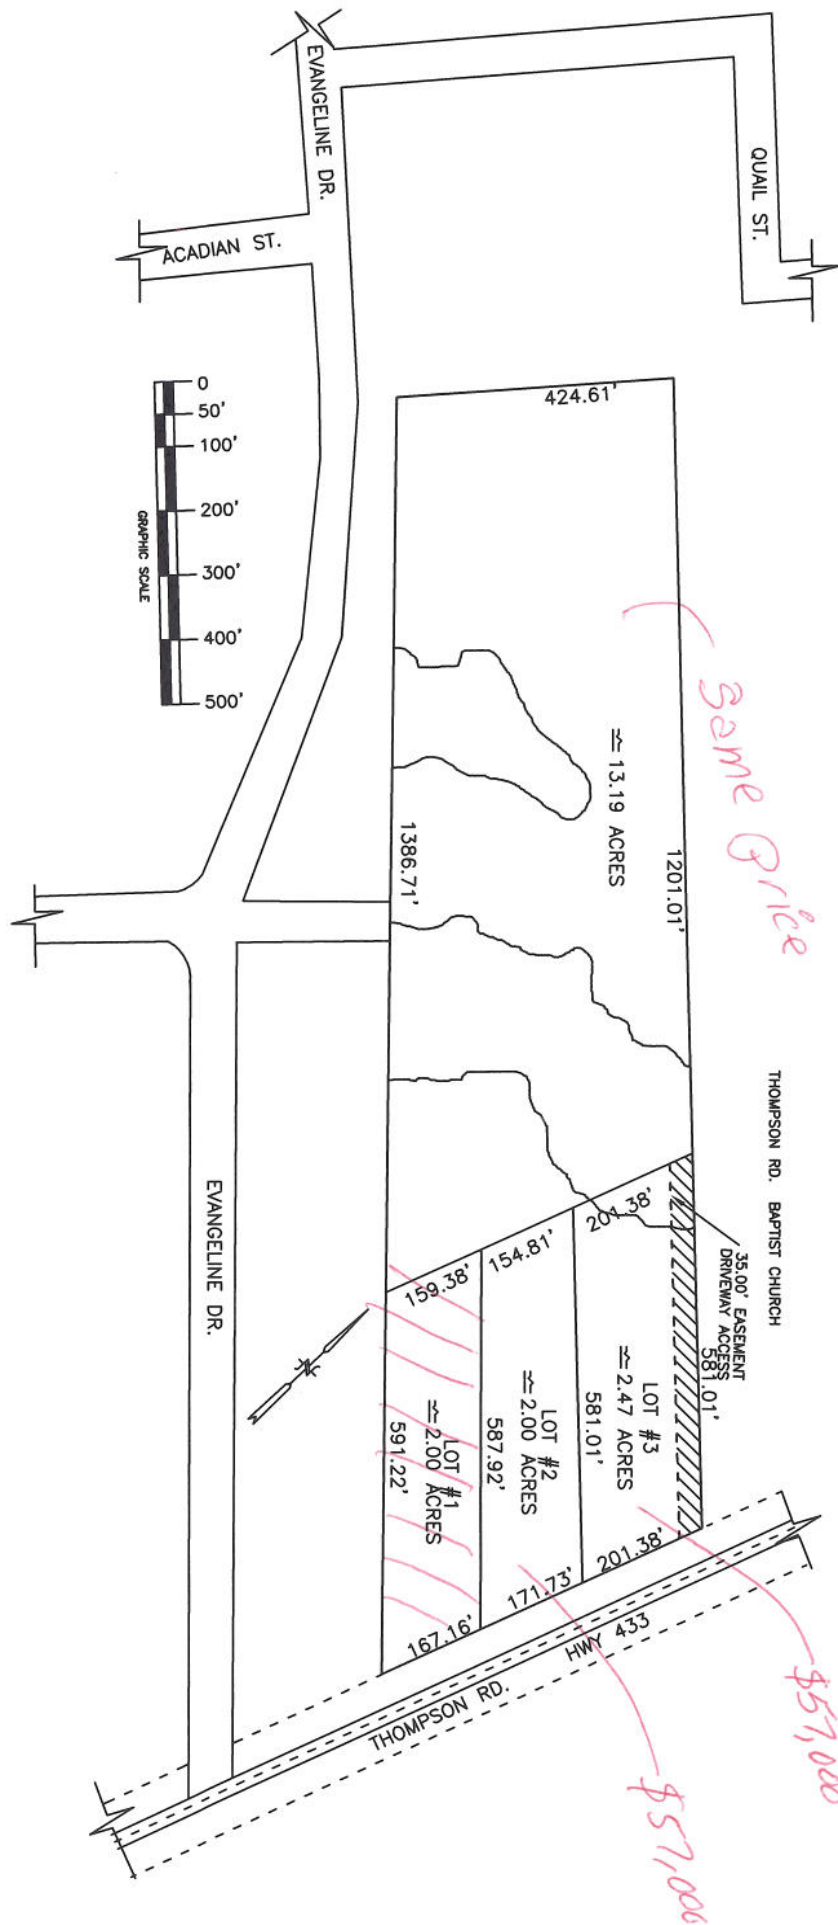 EVANGELINE DR.
QUAIL ST.
ACADIAN ST.
424.61'
0
50'
100'
200'
300'
400'
500'
GRAPHIC SCALE
Same Price
≈ 13.19 ACRES
1201.01'
1386.71'
THOMPSON RD. BAPTIST CHURCH
35.00' EASEMENT
DRIVEWAY ACCESS
581.01'
201.38'
154.81'
159.38'
EVANGELINE DR.
LOT #3
≈ 2.47 ACRES
581.01'
LOT #2
≈ 2.00 ACRES
587.92'
LOT #1
≈ 2.00 ACRES
591.22'
201.38'
171.73'
167.16'
HWY 433
THOMPSON RD.
$57,000
$57,000